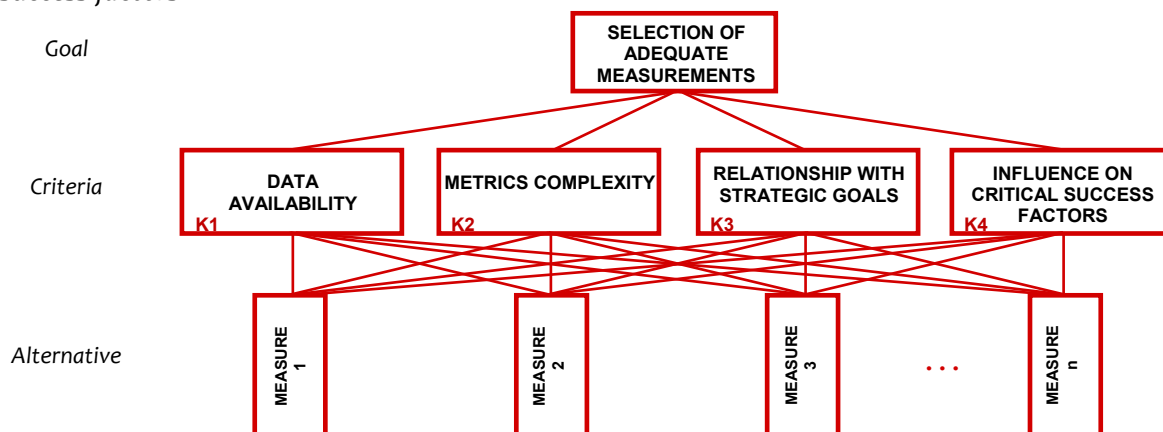 Goal
SELECTION OF
ADEQUATE
MEASUREMENTS
Criteria
DATA
AVAILABILITY
K1
METRICS COMPLEXITY
K2
RELATIONSHIP WITH
STRATEGIC GOALS
K3
INFLUENCE ON
CRITICAL SUCCESS
FACTORS
K4
Alternative
MEASURE
1
MEASURE
2
MEASURE
3
...
MEASURE
n